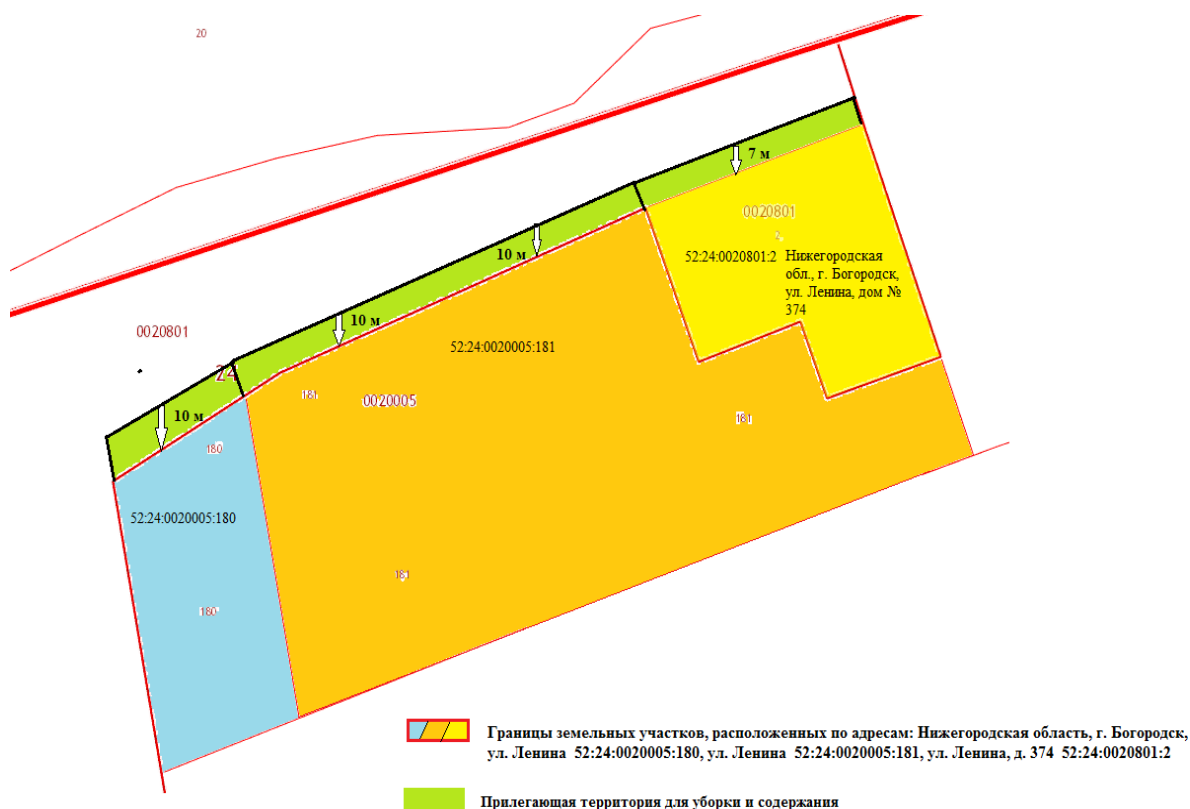 20
7 м
0020801
2
10 м
52:24:0020801:2
Нижегородская
обл., г. Богородск,
ул. Ленина, дом №
374
10 м
0020801
52:24:0020005:181
24
181
0020005
10 м
181
180
52:24:0020005:180
181
180
Границы земельных участков, расположенных по адресам: Нижегородская область, г. Богородск,
ул. Ленина 52:24:0020005:180, ул. Ленина 52:24:0020005:181, ул. Ленина, д. 374 52:24:0020801:2
Прилегающая территория для уборки и содержания